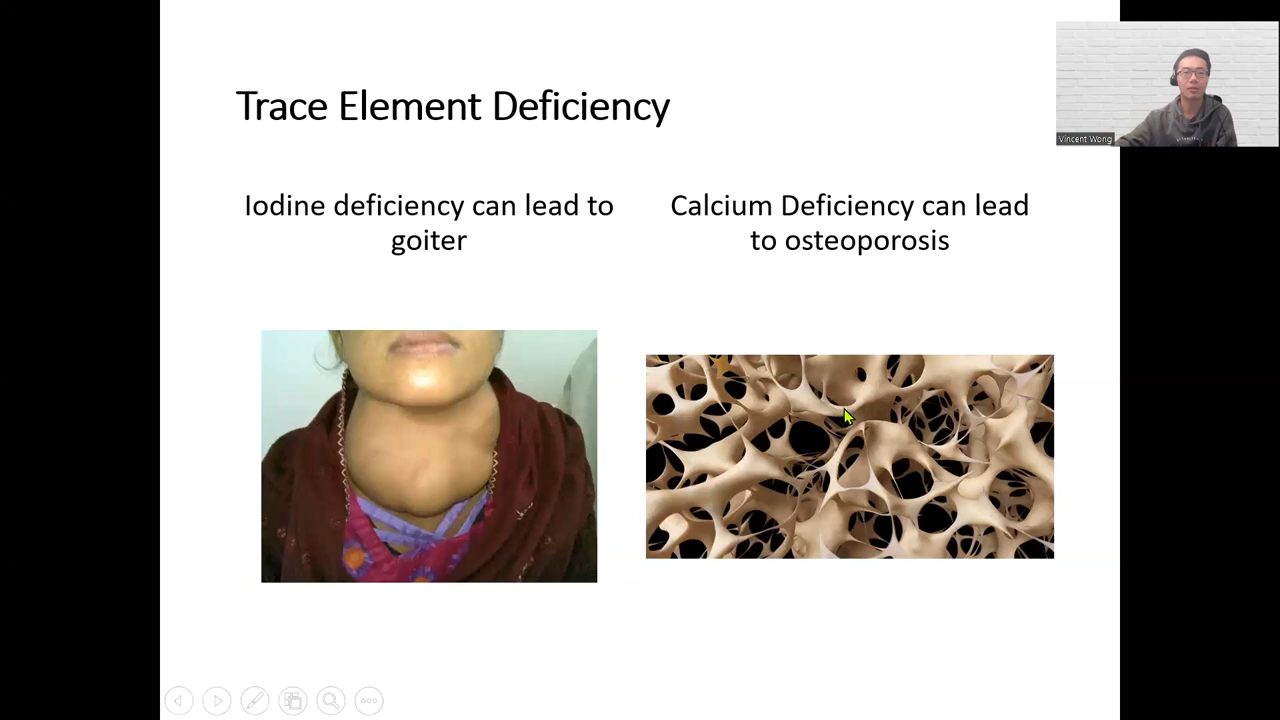 Trace Element Deficiency
Iodine deficiency can lead to
goiter
Calcium Deficiency can lead
to osteoporosis
Vincent Wong